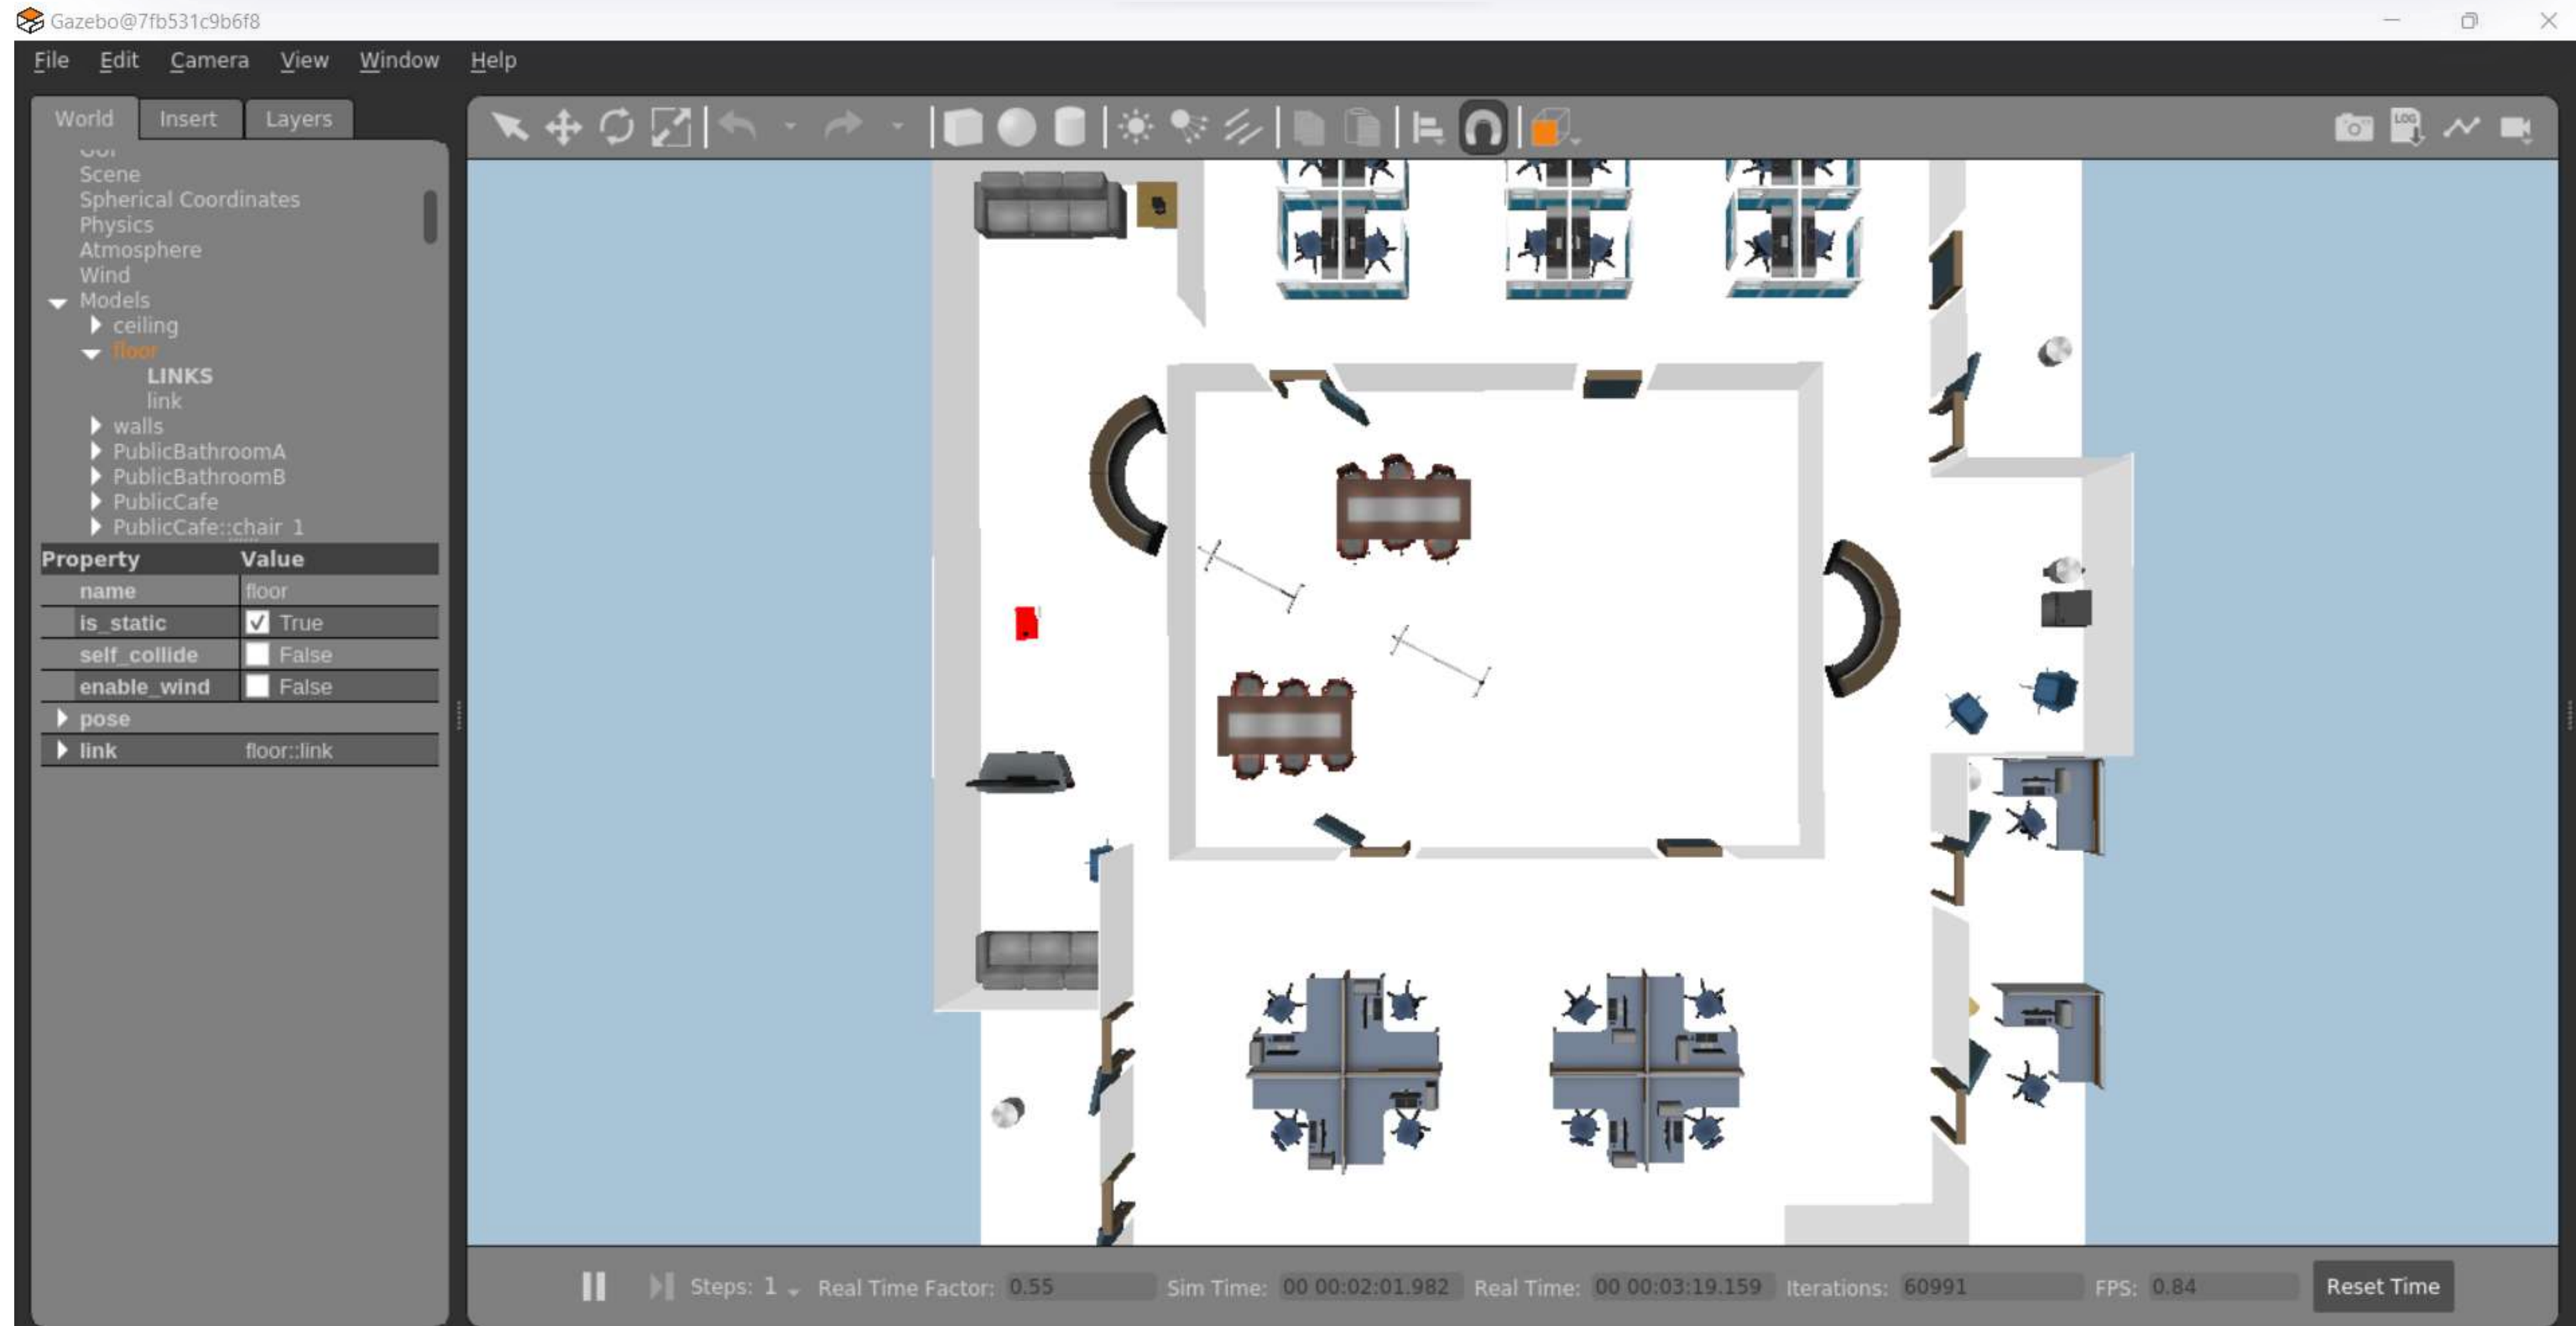 Gazebo@7fb531c9b6f8
File Edit Camera View Window Help
World Insert Layers
GUI
Scene
Spherical Coordinates
Physics
Atmosphere
Wind
Models
ceiling
floor
LINKS
link
walls
PublicBathroomA
PublicBathroomB
PublicCafe
PublicCafe::chair_1
Property Value
name floor
is_static True
self_collide False
enable_wind False
pose
link floor::link
LOG
Steps: 1 Real Time Factor: 0.55 Sim Time: 00 00:02:01.982 Real Time: 00 00:03:19.159 Iterations: 60991 FPS: 0.84 Reset Time